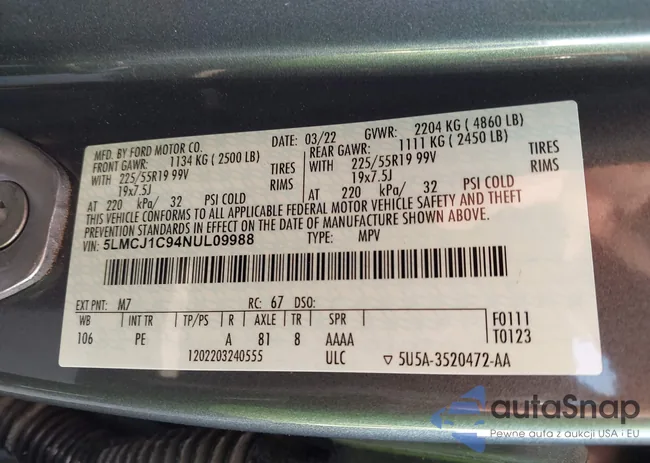 MFD. BY FORD MOTOR CO. DATE: 03/22 GVWR: 2204 KG ( 4860 LB)
FRONT GAWR: 1134 KG ( 2500 LB) REAR GAWR: 1111 KG ( 2450 LB)
WITH 225/55R19 99V TIRES WITH 225/55R19 99V TIRES
19x7.5J RIMS 19x7.5J RIMS
AT 220 kPa/ 32 PSI COLD AT 220 kPa/ 32 PSI COLD
THIS VEHICLE CONFORMS TO ALL APPLICABLE FEDERAL MOTOR VEHICLE SAFETY AND THEFT
PREVENTION STANDARDS IN EFFECT ON THE DATE OF MANUFACTURE SHOWN ABOVE.
VIN: 5LMCJ1C94NUL09988 TYPE: MPV
EXT PNT: M7 RC: 67 DSO:
WB INT TR TP/PS R AXLE TR SPR F0111
106 PE A 81 8 AAAA T0123
1202203240555 ULC ▽ 5U5A-3520472-AA
autoSnap
Pewne auta z aukcji USA i EU